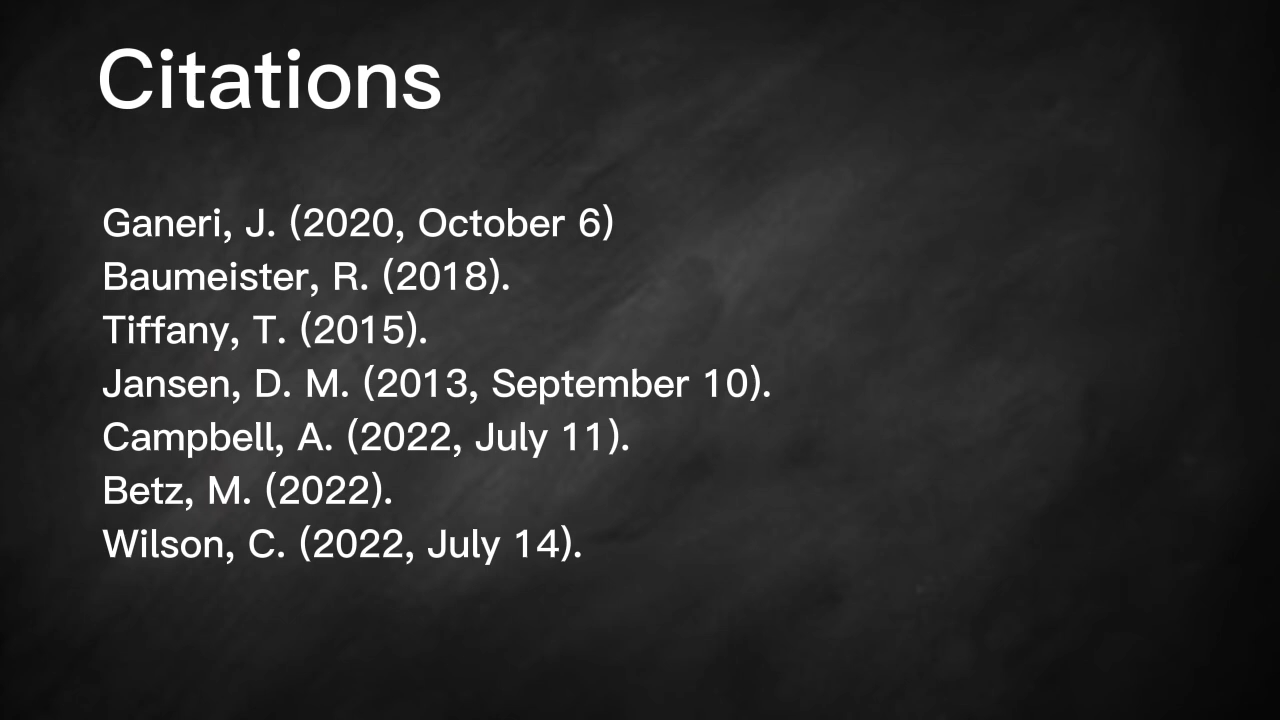 Citations
Ganeri, J. (2020, October 6)
Baumeister, R. (2018).
Tiffany, T. (2015).
Jansen, D. M. (2013, September 10).
Campbell, A. (2022, July 11).
Betz, M. (2022).
Wilson, C. (2022, July 14).